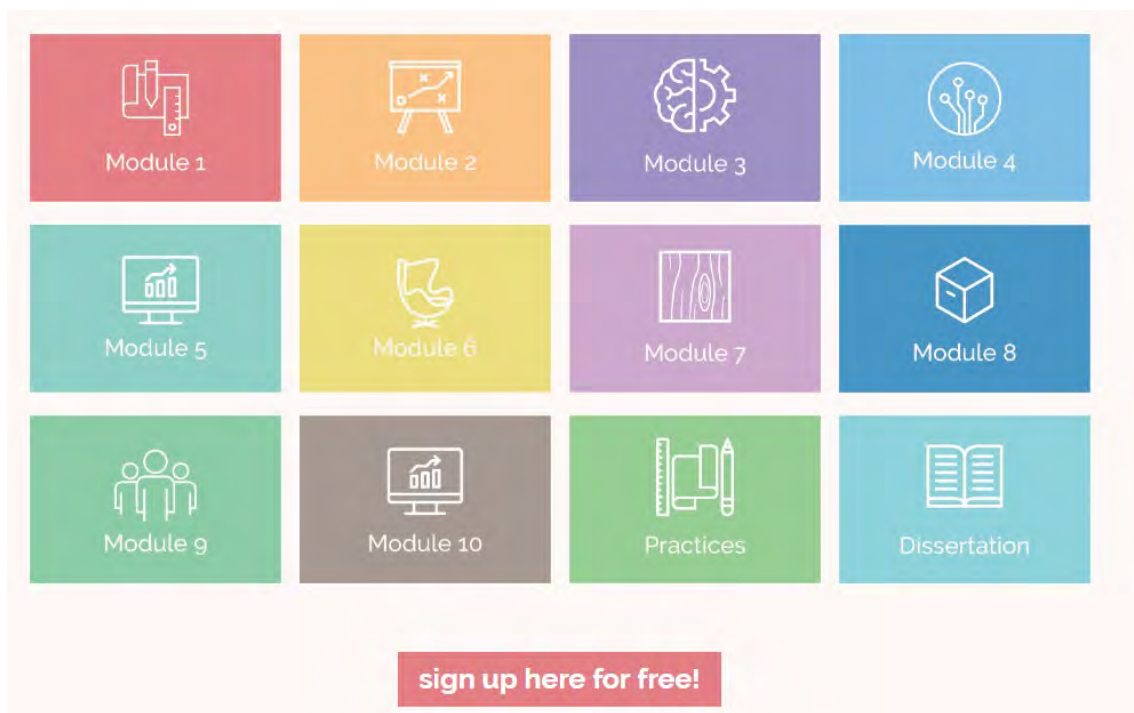 Module 1
Module 2
Module 3
Module 4
Module 5
Module 6
Module 7
Module 8
Module 9
Module 10
Practices
Dissertation
sign up here for free!